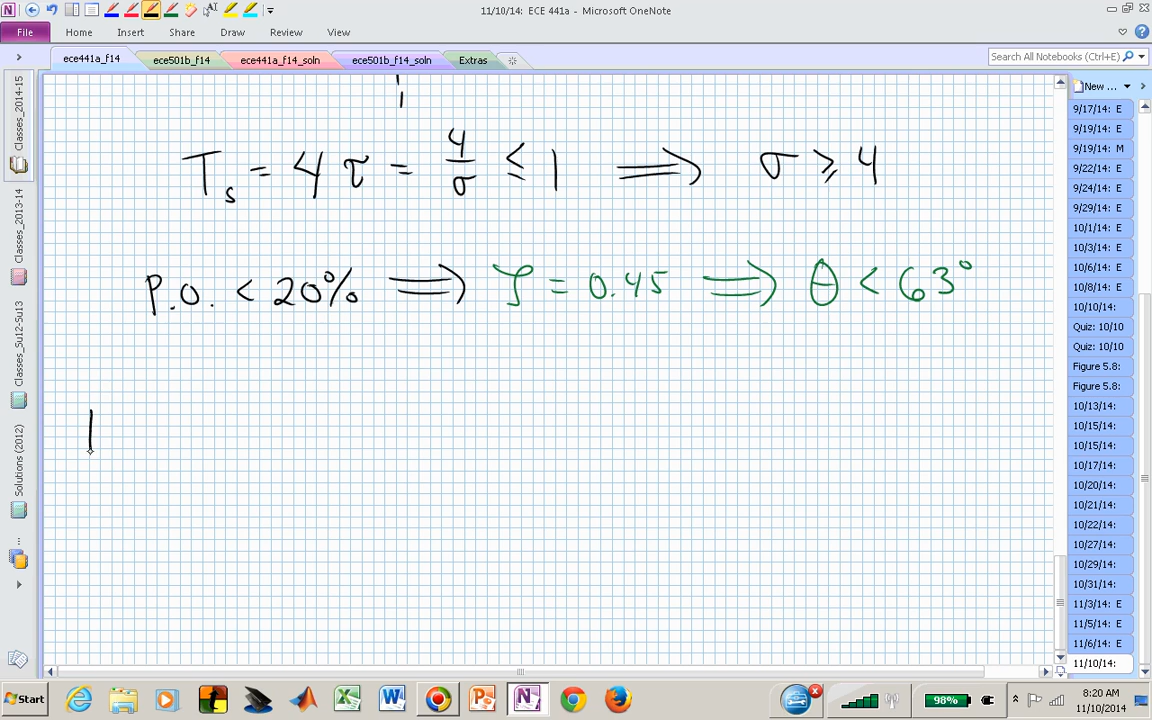 11/10/14: ECE 441a - Microsoft OneNote
File Home Insert Share Draw Review View
ece441a_f14 ece501b_f14 ece441a_f14_soln ece501b_f14_soln Extras
Search All Notebooks (Ctrl+E)
New ...
Classes_2014-15
Classes_2013-14
Classes_Su12-Su13
Solutions (2012)
T_s = 4τ = 4/σ ≤ 1 ⟹ σ ≥ 4
P.O. < 20% ⟹ ζ = 0.45 ⟹ θ < 63°
9/17/14: E
9/19/14: E
9/19/14: M
9/22/14: E
9/24/14: E
9/29/14: E
10/1/14: E
10/3/14: E
10/6/14: E
10/8/14: E
10/10/14:
Quiz: 10/10
Quiz: 10/10
Figure 5.8:
Figure 5.8:
10/13/14:
10/15/14:
10/15/14:
10/17/14:
10/20/14:
10/21/14:
10/22/14:
10/27/14:
10/29/14:
10/31/14:
11/3/14: E
11/5/14: E
11/6/14: E
11/10/14:
Start
98%
8:20 AM
11/10/2014